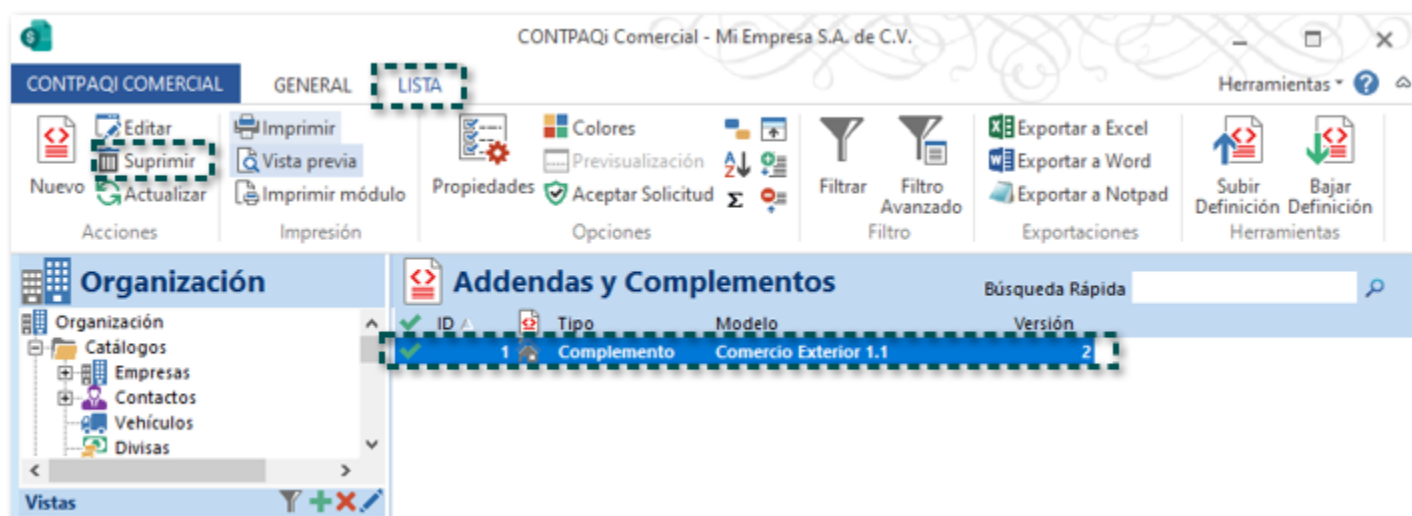 CONTPAQi Comercial - Mi Empresa S.A. de C.V.
CONTPAQI COMERCIAL GENERAL LISTA Herramientas
Editar Imprimir Colores Exportar a Excel
Suprimir Vista previa Previsualización Exportar a Word
Nuevo Actualizar Imprimir módulo Propiedades Aceptar Solicitud Filtrar Filtro Avanzado Exportar a Notpad Subir Definición Bajar Definición
Acciones Impresión Opciones Filtro Exportaciones Herramientas
Organización Addendas y Complementos Búsqueda Rápida
Organización ID Tipo Modelo Versión
Catálogos 1 Complemento Comercio Exterior 1.1 2
Empresas
Contactos
Vehículos
Divisas
Vistas